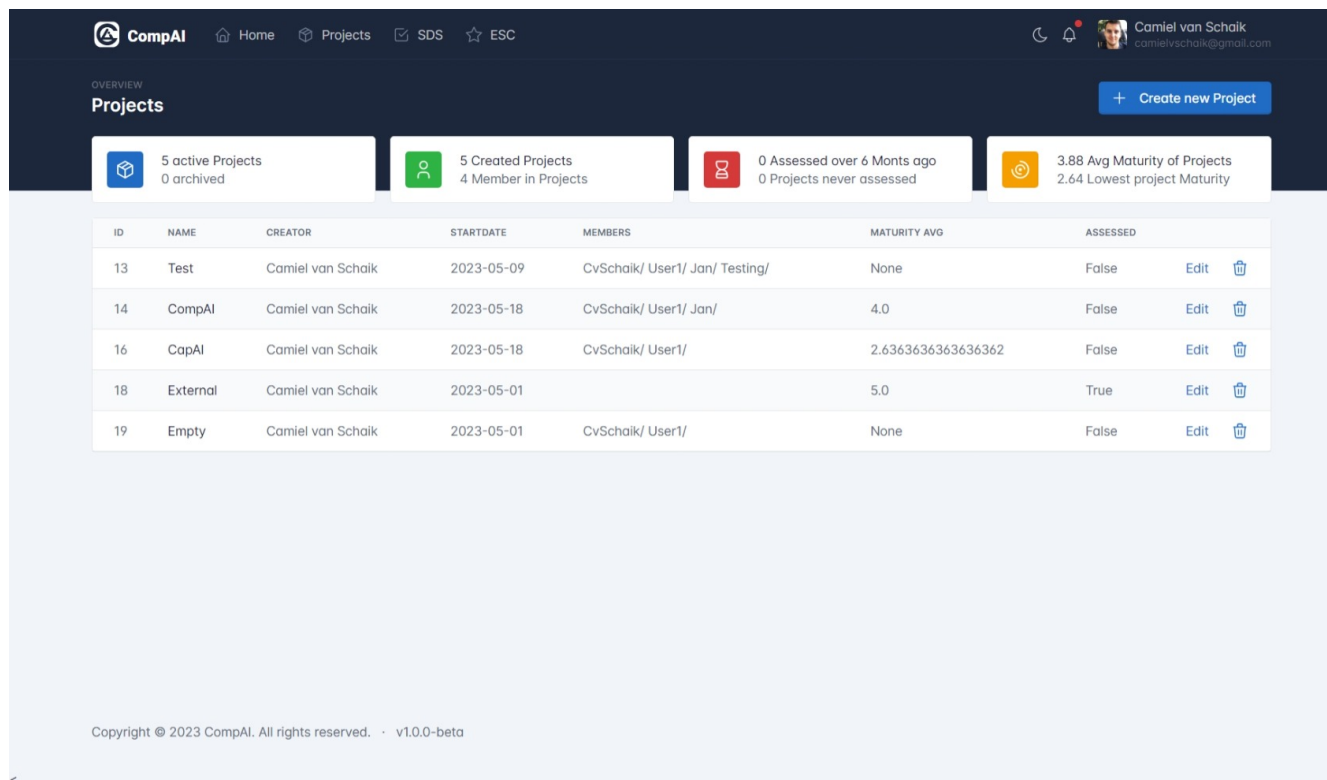 CompAI Home Projects SDS ESC Camiel van Schaik
camielvschaik@gmail.com
OVERVIEW
Projects
+ Create new Project
5 active Projects
0 archived
5 Created Projects
4 Member in Projects
0 Assessed over 6 Monts ago
0 Projects never assessed
3.88 Avg Maturity of Projects
2.64 Lowest project Maturity
ID NAME CREATOR STARTDATE MEMBERS MATURITY AVG ASSESSED
13 Test Camiel van Schaik 2023-05-09 CvSchaik/ User1/ Jan/ Testing/ None False Edit
14 CompAI Camiel van Schaik 2023-05-18 CvSchaik/ User1/ Jan/ 4.0 False Edit
16 CapAI Camiel van Schaik 2023-05-18 CvSchaik/ User1/ 2.6363636363636362 False Edit
18 External Camiel van Schaik 2023-05-01 5.0 True Edit
19 Empty Camiel van Schaik 2023-05-01 CvSchaik/ User1/ None False Edit
Copyright © 2023 CompAI. All rights reserved. · v1.0.0-beta